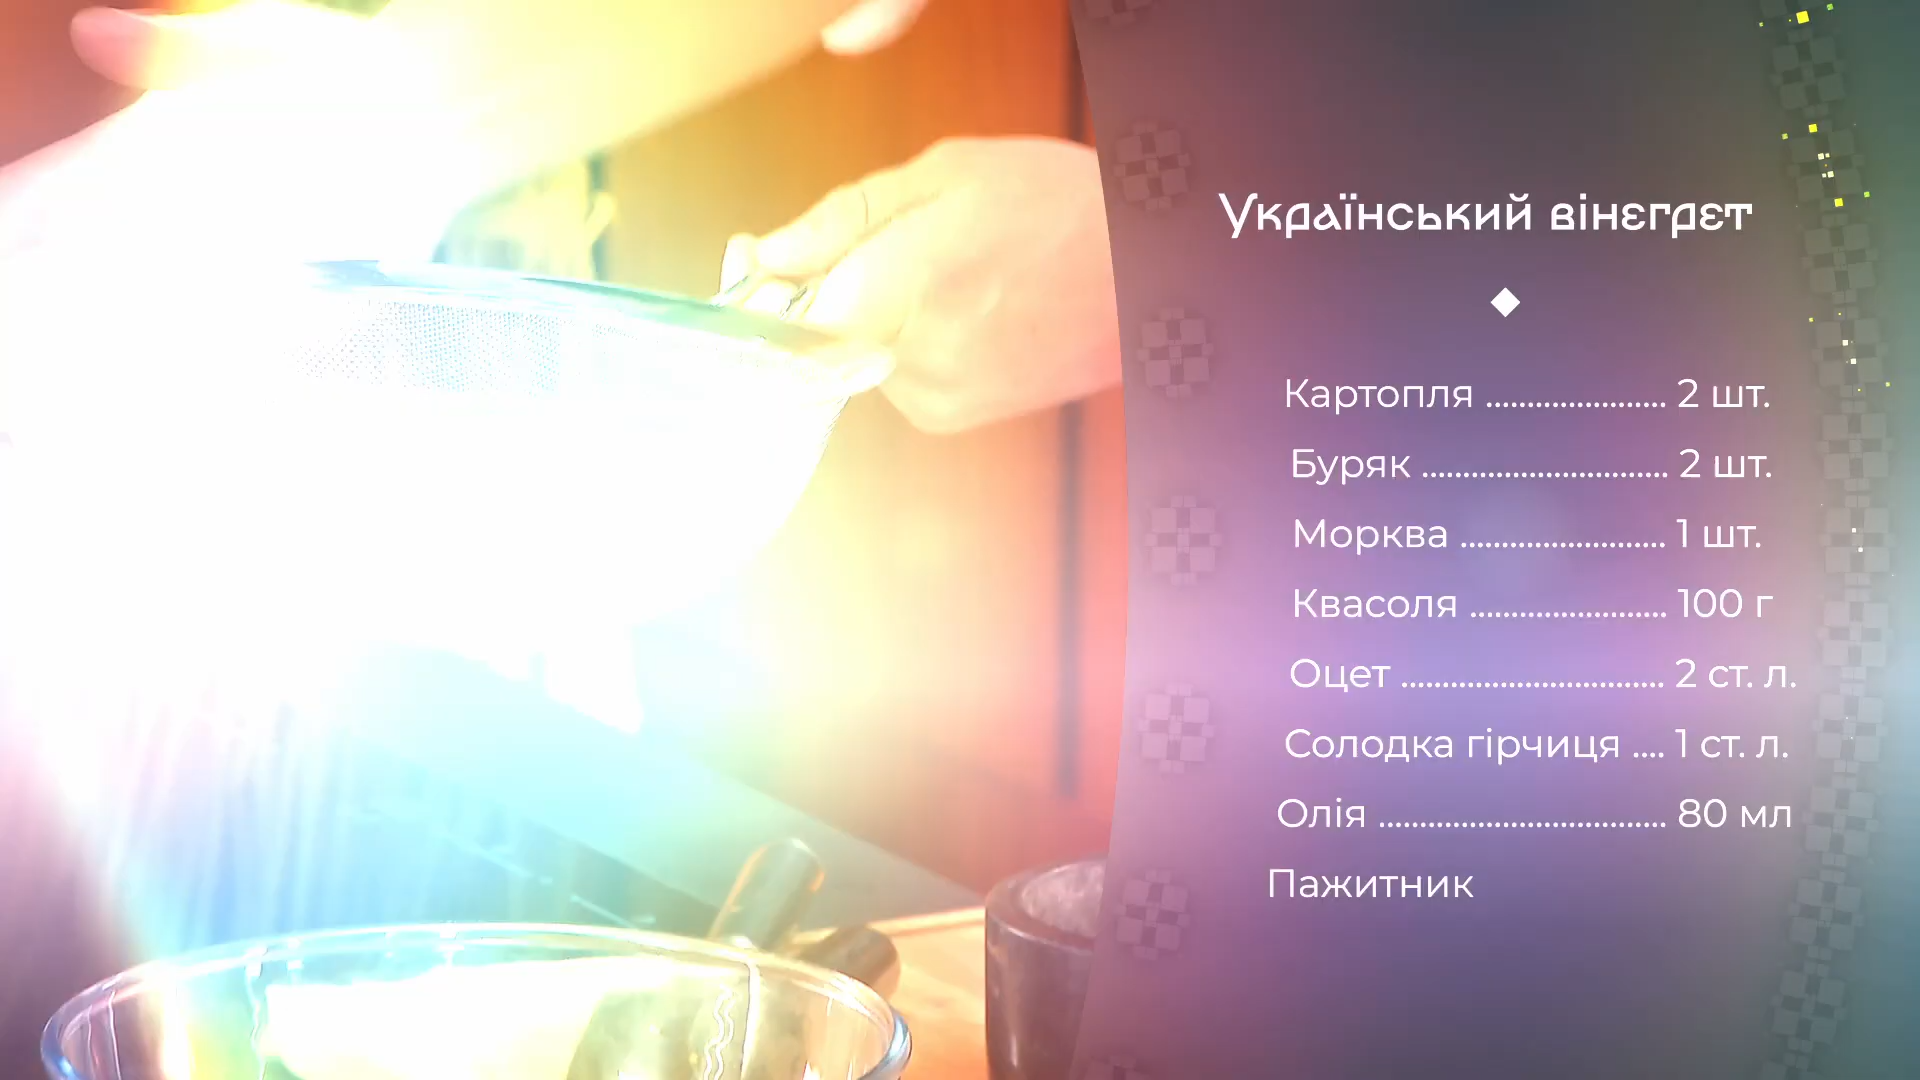 Український вінегрет
Картопля ...................... 2 шт.
Буряк .............................. 2 шт.
Морква ......................... 1 шт.
Квасоля ........................ 100 г
Оцет ................................ 2 ст. л.
Солодка гірчиця .... 1 ст. л.
Олія ................................... 80 мл
Пажитник